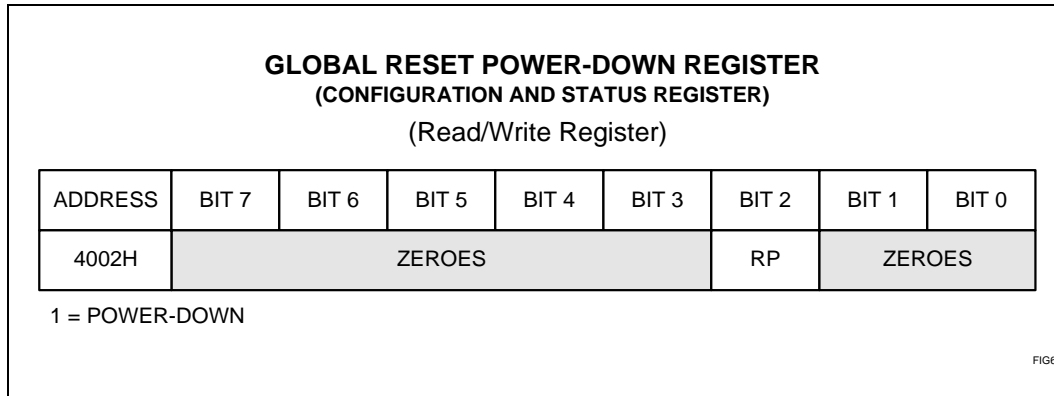 GLOBAL RESET POWER-DOWN REGISTER
(CONFIGURATION AND STATUS REGISTER)
(Read/Write Register)
ADDRESS BIT 7 BIT 6 BIT 5 BIT 4 BIT 3 BIT 2 BIT 1 BIT 0
4002H ZEROES RP ZEROES
1 = POWER-DOWN
FIG6